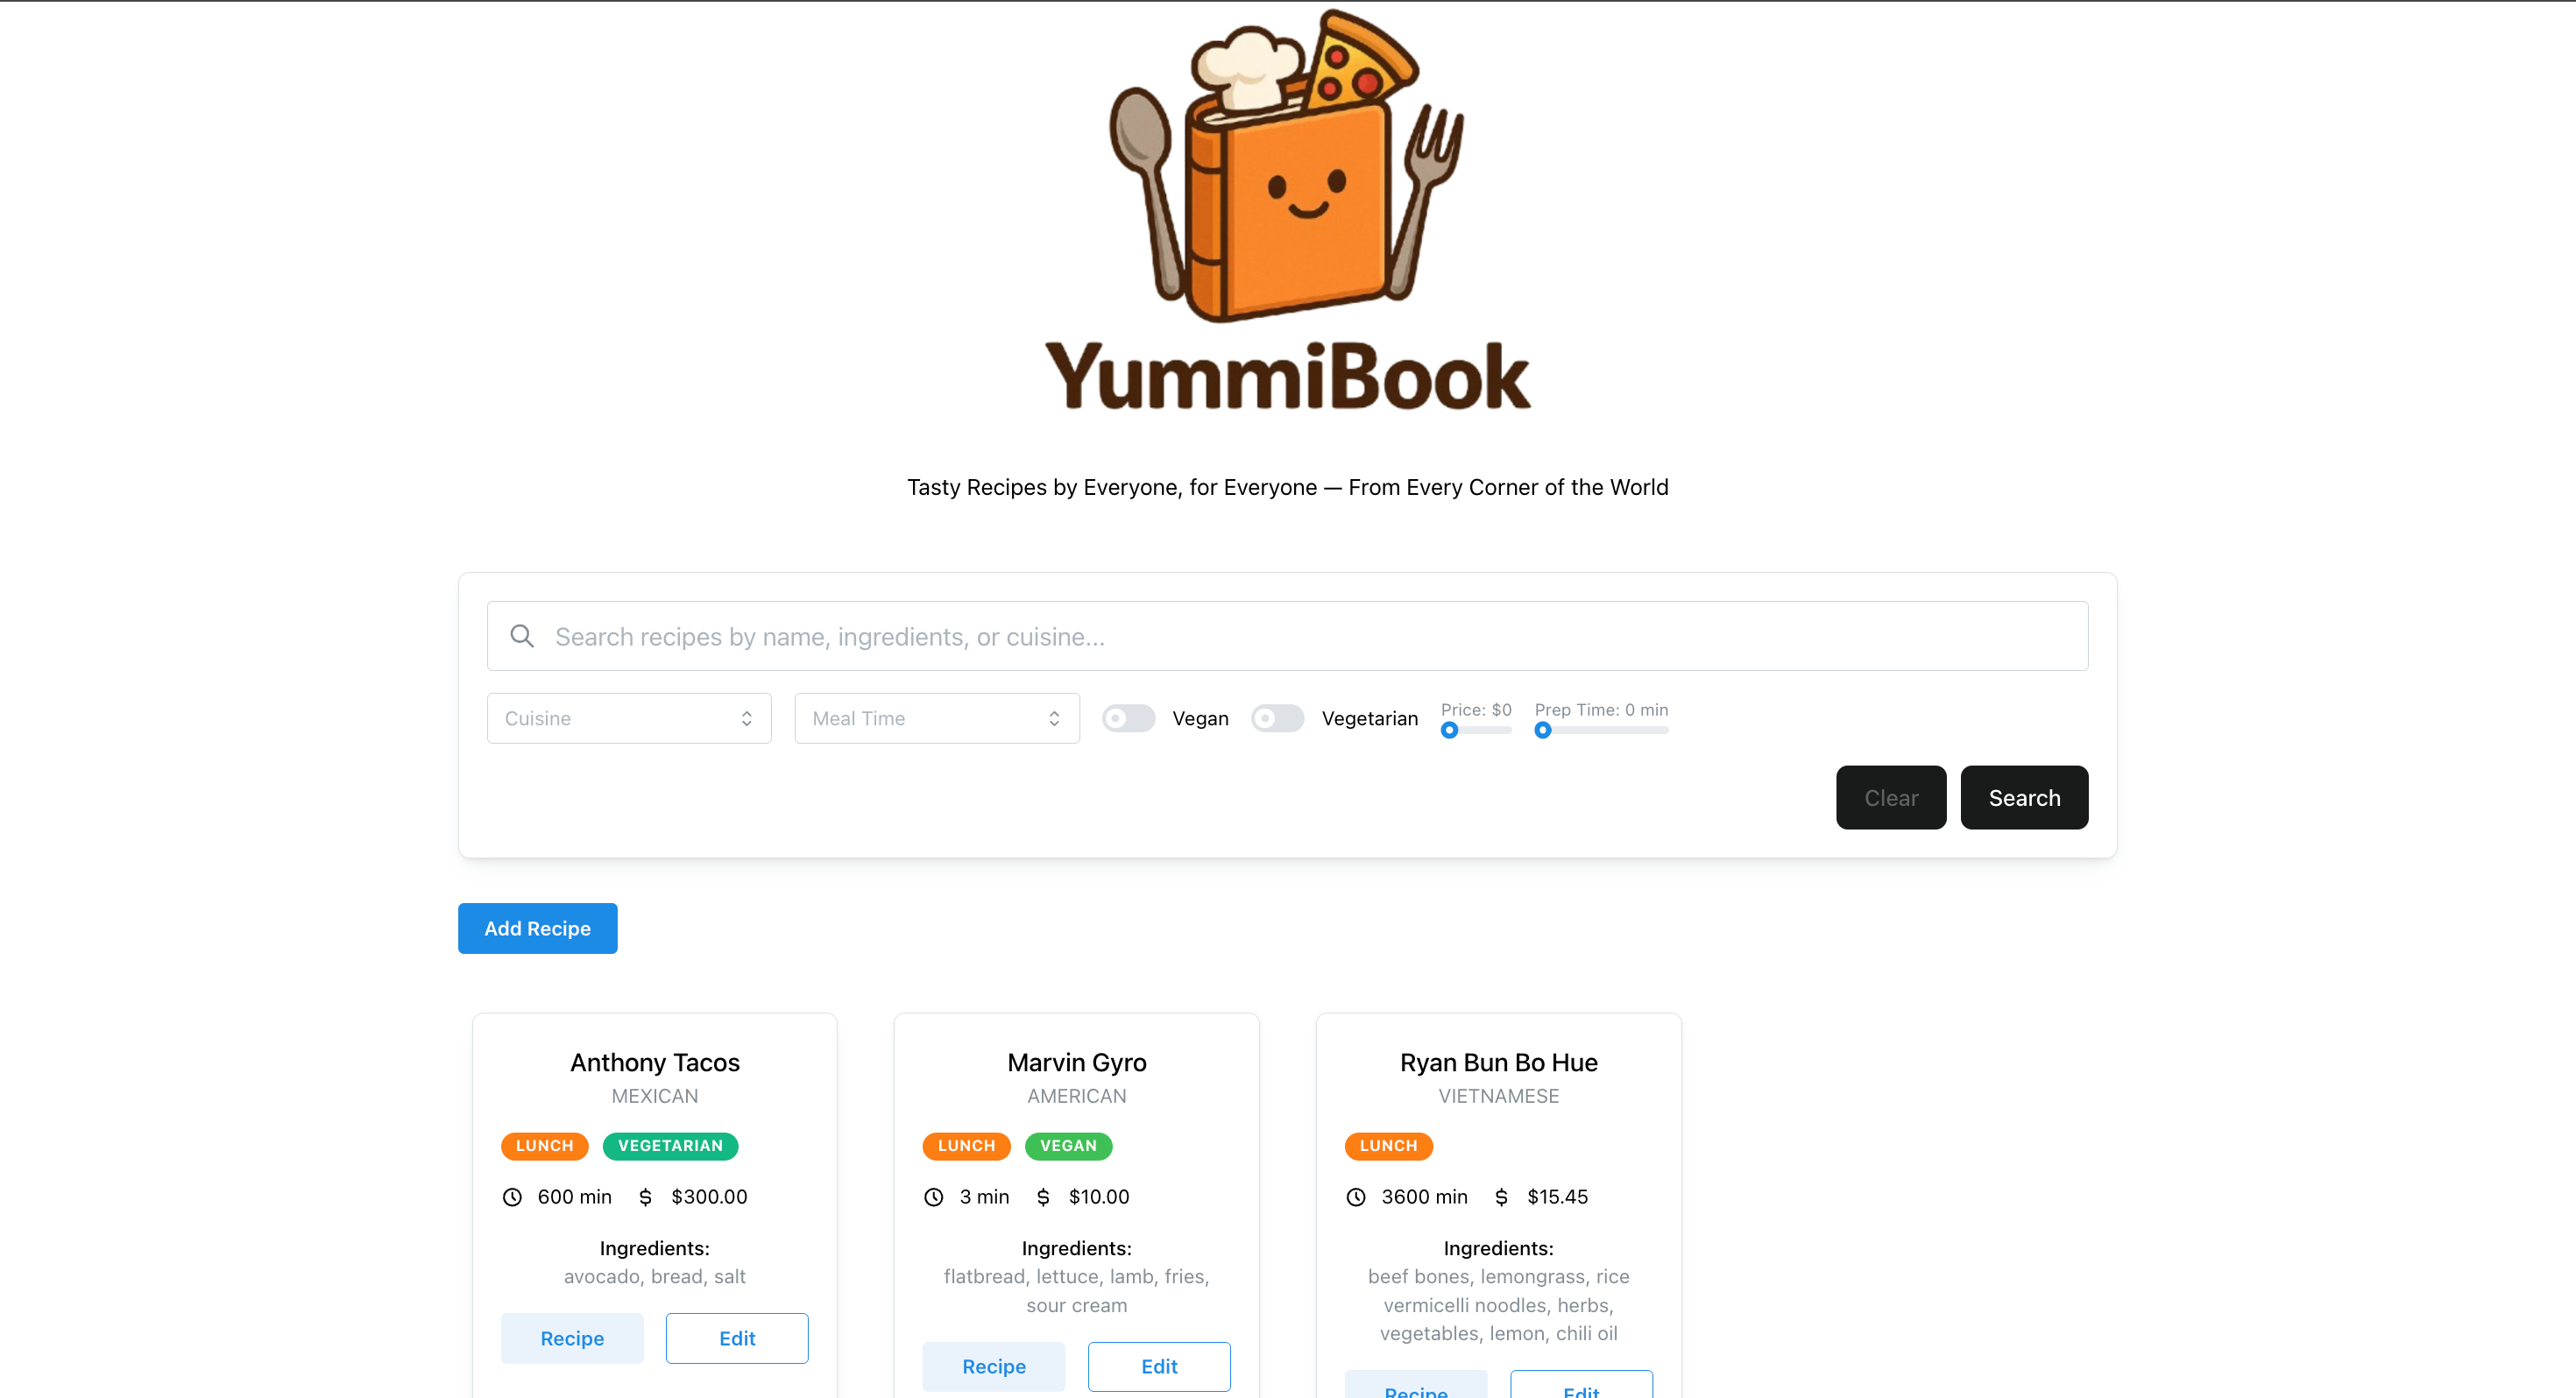 YummiBook
Tasty Recipes by Everyone, for Everyone — From Every Corner of the World
Search recipes by name, ingredients, or cuisine...
Cuisine
Meal Time
Vegan
Vegetarian
Price: $0
Prep Time: 0 min
Clear
Search
Add Recipe
Anthony Tacos
MEXICAN
LUNCH VEGETARIAN
600 min $ $300.00
Ingredients:
avocado, bread, salt
Recipe Edit
Marvin Gyro
AMERICAN
LUNCH VEGAN
3 min $ $10.00
Ingredients:
flatbread, lettuce, lamb, fries,
sour cream
Recipe Edit
Ryan Bun Bo Hue
VIETNAMESE
LUNCH
3600 min $ $15.45
Ingredients:
beef bones, lemongrass, rice
vermicelli noodles, herbs,
vegetables, lemon, chili oil
Recipe Edit